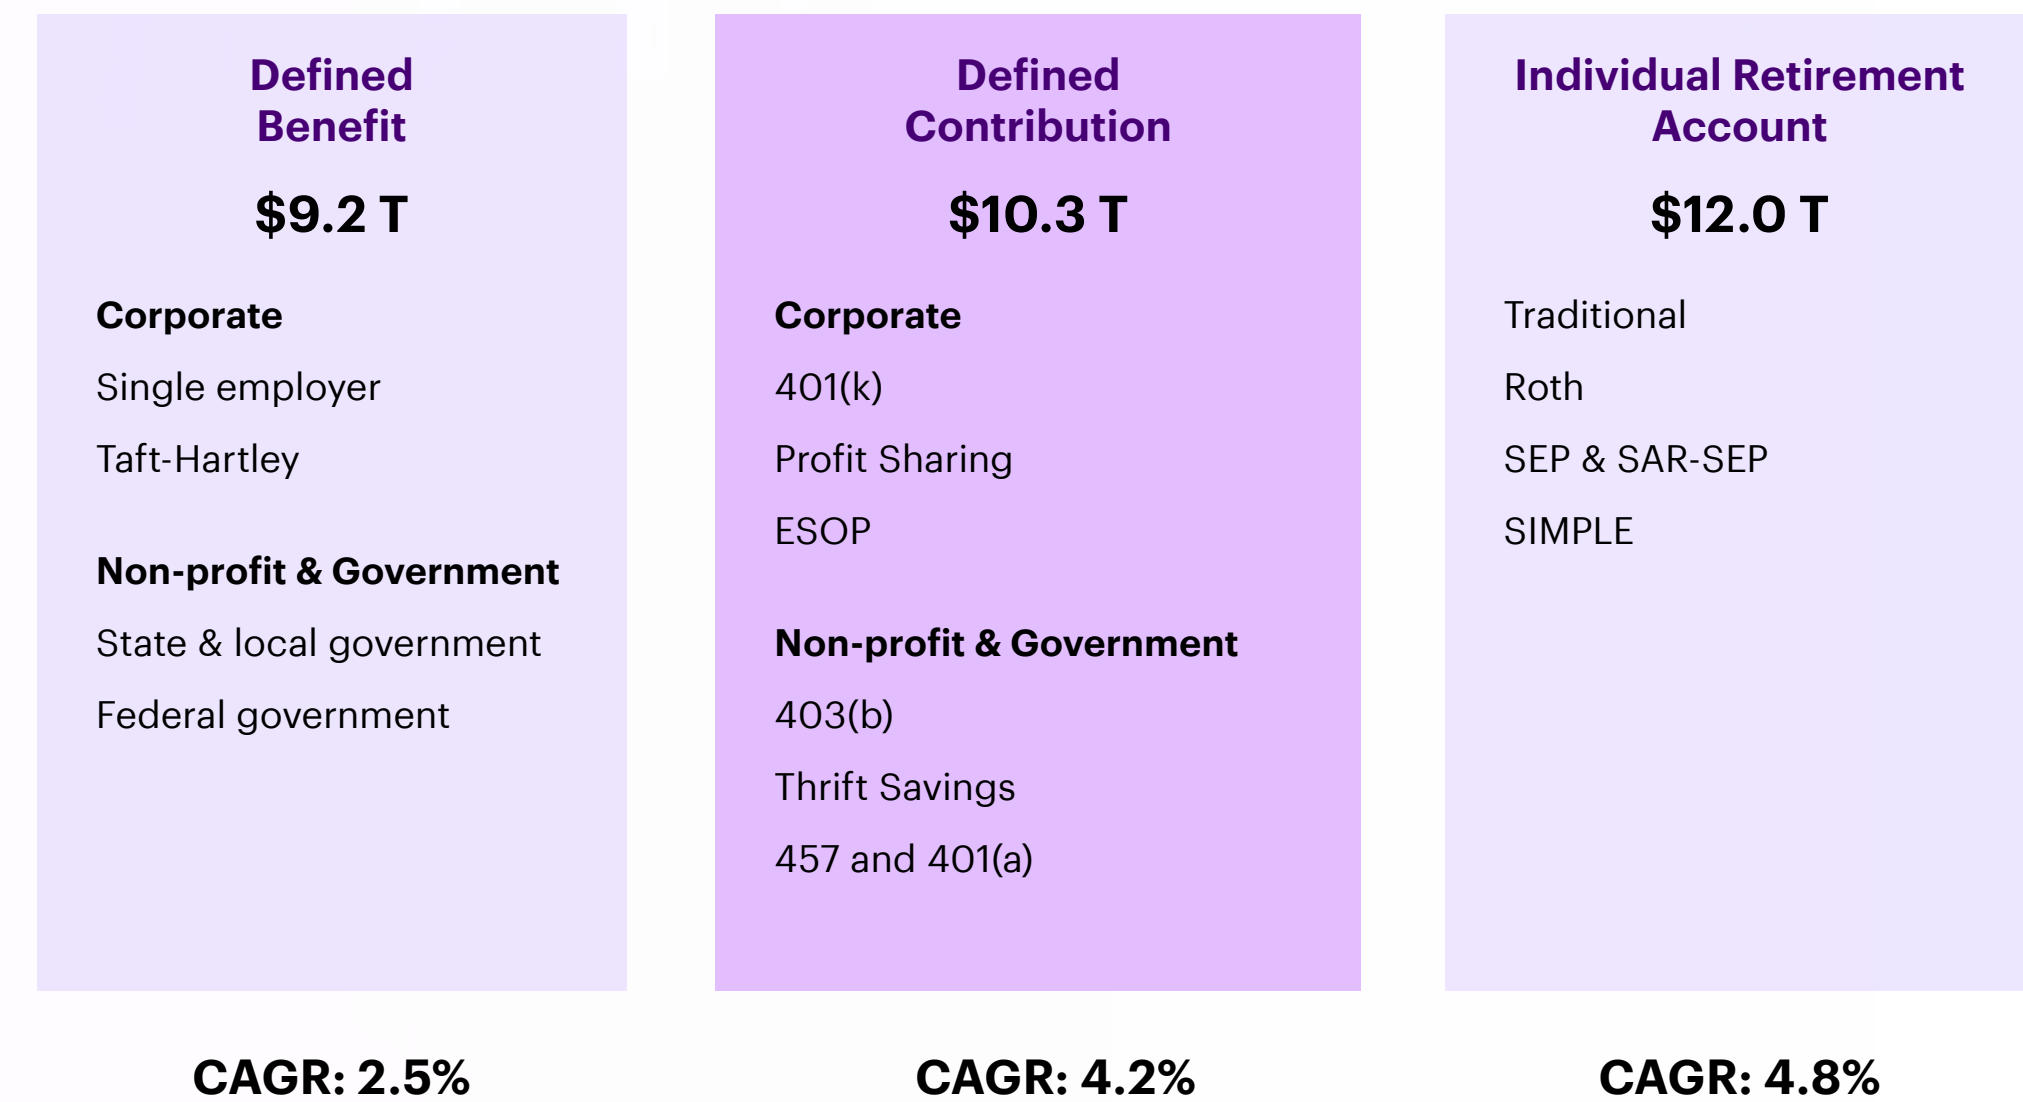 Defined
Benefit
$9.2 T
Corporate
Single employer
Taft-Hartley
Non-profit & Government
State & local government
Federal government
CAGR: 2.5%
Defined
Contribution
$10.3 T
Corporate
401(k)
Profit Sharing
ESOP
Non-profit & Government
403(b)
Thrift Savings
457 and 401(a)
CAGR: 4.2%
Individual Retirement
Account
$12.0 T
Traditional
Roth
SEP & SAR-SEP
SIMPLE
CAGR: 4.8%